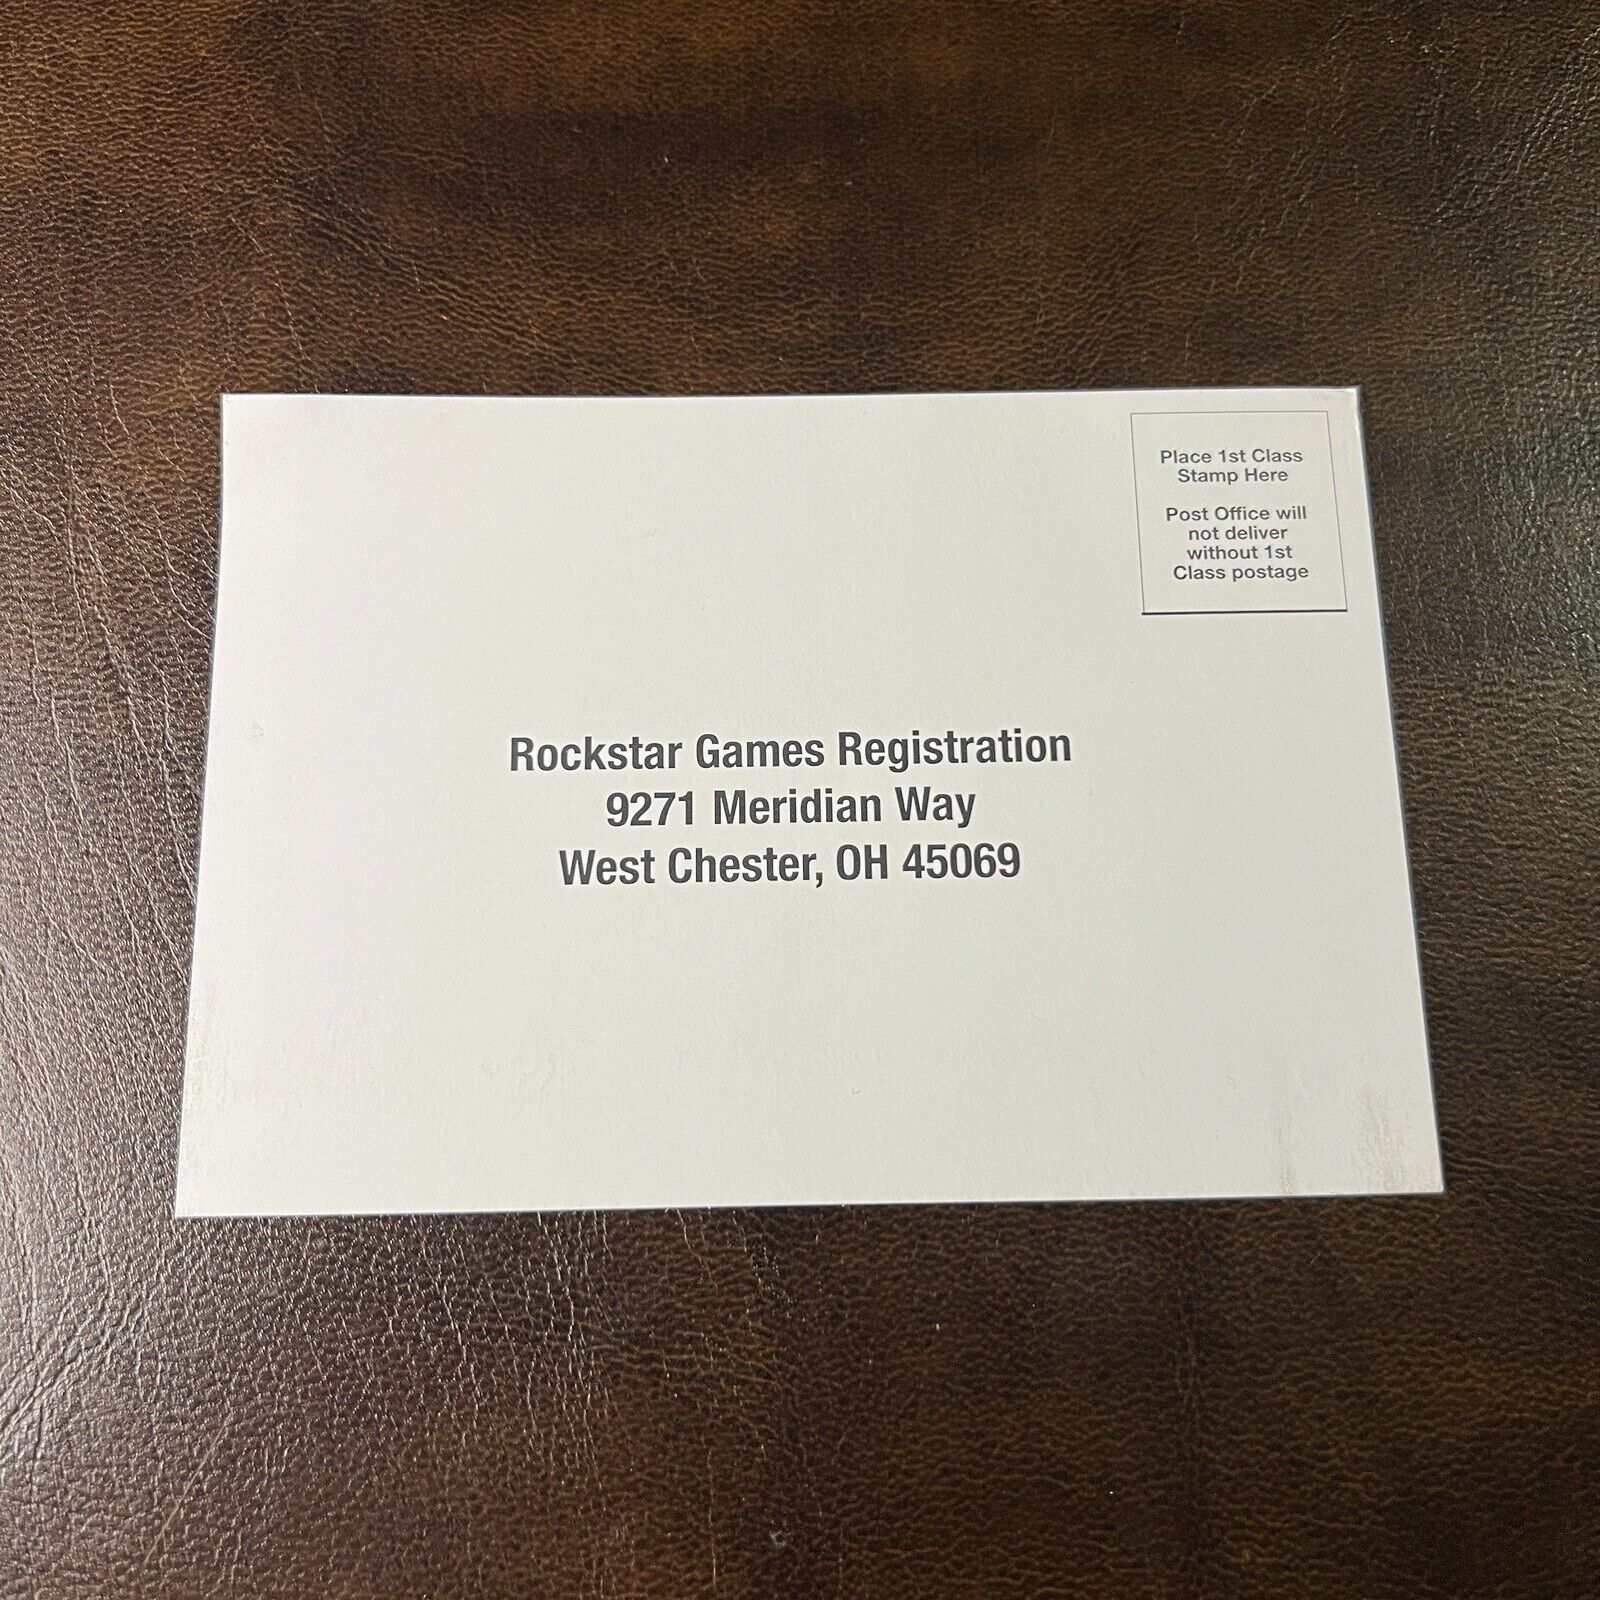 Place 1st Class
Stamp Here
Post Office will
not deliver
without 1st
Class postage
Rockstar Games Registration
9271 Meridian Way
West Chester, OH 45069